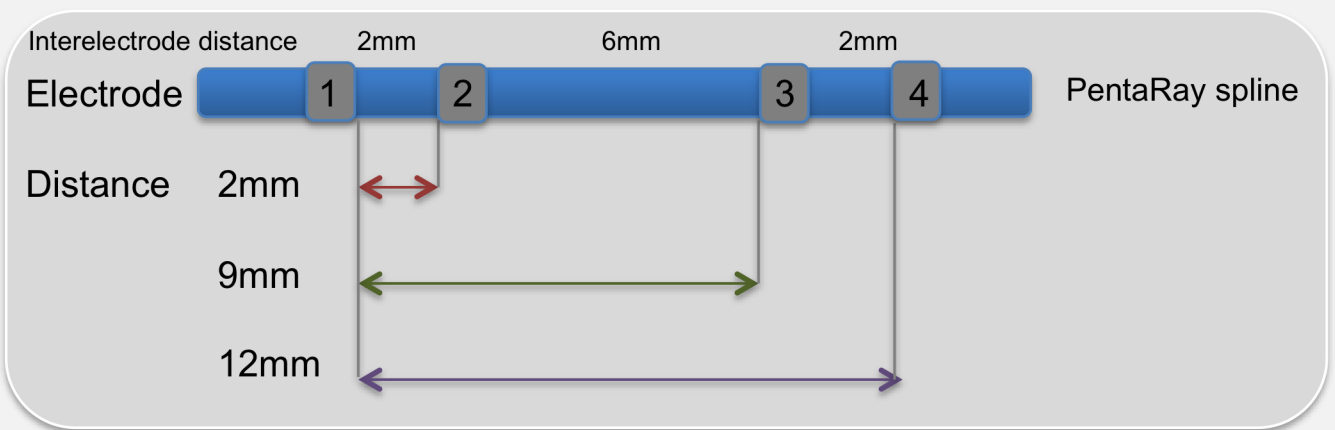 Interelectrode distance 2mm 6mm 2mm
Electrode 1 2 3 4 PentaRay spline
Distance 2mm
9mm
12mm